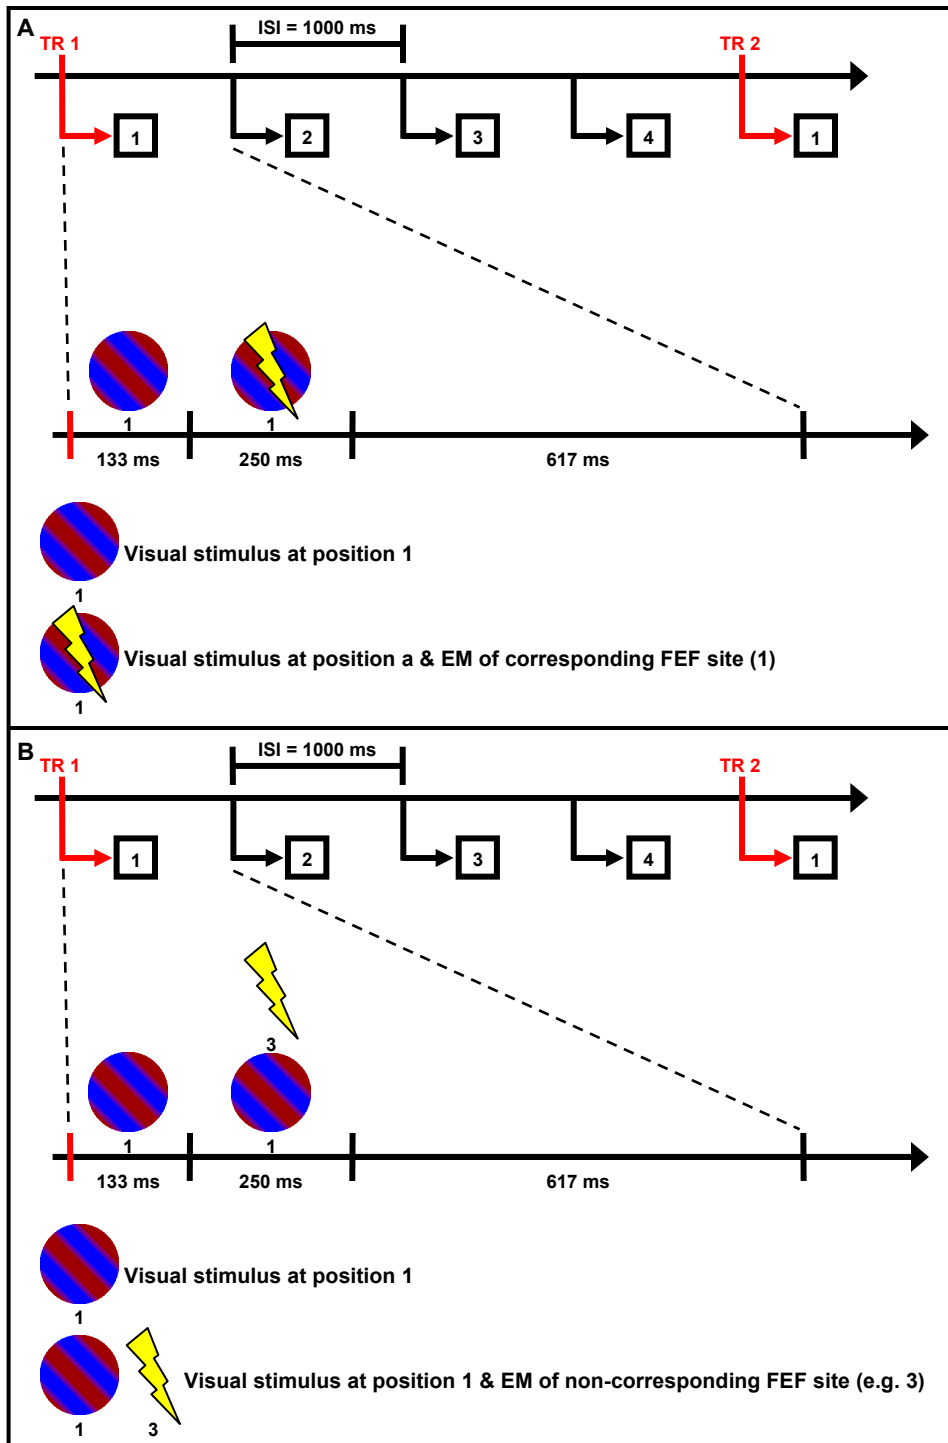 A
ISI = 1000 ms
TR 1
TR 2
1
2
3
4
1
1
1
133 ms
250 ms
617 ms
Visual stimulus at position 1
1
Visual stimulus at position a & EM of corresponding FEF site (1)
1
B
ISI = 1000 ms
TR 1
TR 2
1
2
3
4
1
3
1
1
133 ms
250 ms
617 ms
Visual stimulus at position 1
1
Visual stimulus at position 1 & EM of non-corresponding FEF site (e.g. 3)
1
3